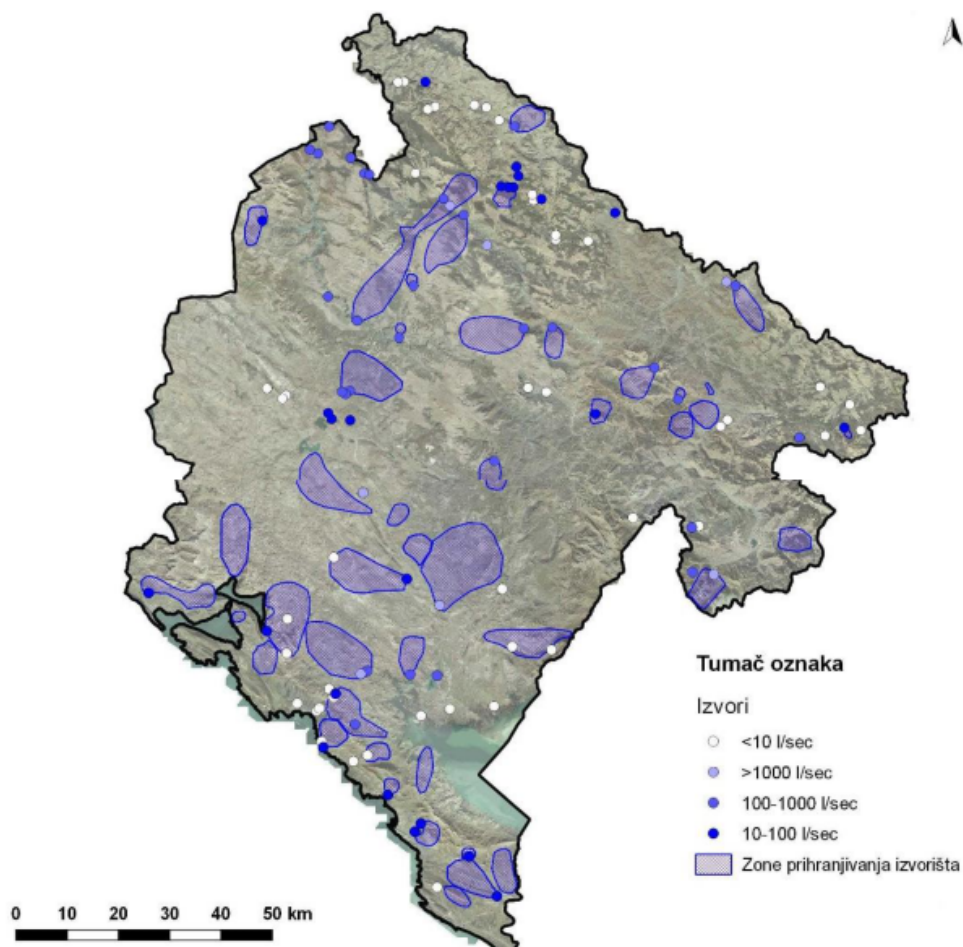 Tumač oznaka
Izvori
<10 l/sec
>1000 l/sec
100-1000 l/sec
10-100 l/sec
Zone prihranjivanja izvorišta
0 10 20 30 40 50 km